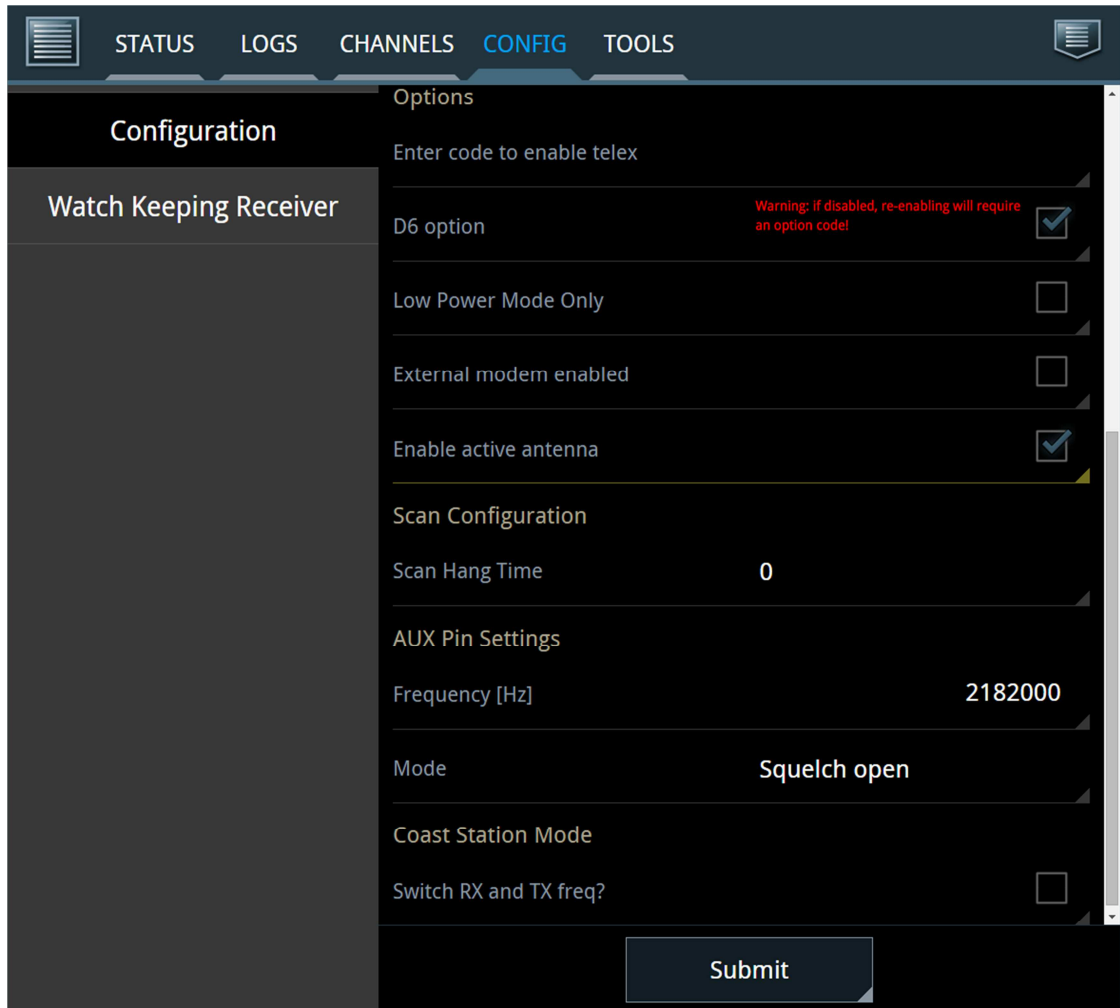 STATUS LOGS CHANNELS CONFIG TOOLS
Configuration
Watch Keeping Receiver
Options
Enter code to enable telex
D6 option
Warning: if disabled, re-enabling will require
an option code!
Low Power Mode Only
External modem enabled
Enable active antenna
Scan Configuration
Scan Hang Time 0
AUX Pin Settings
Frequency [Hz] 2182000
Mode Squelch open
Coast Station Mode
Switch RX and TX freq?
Submit